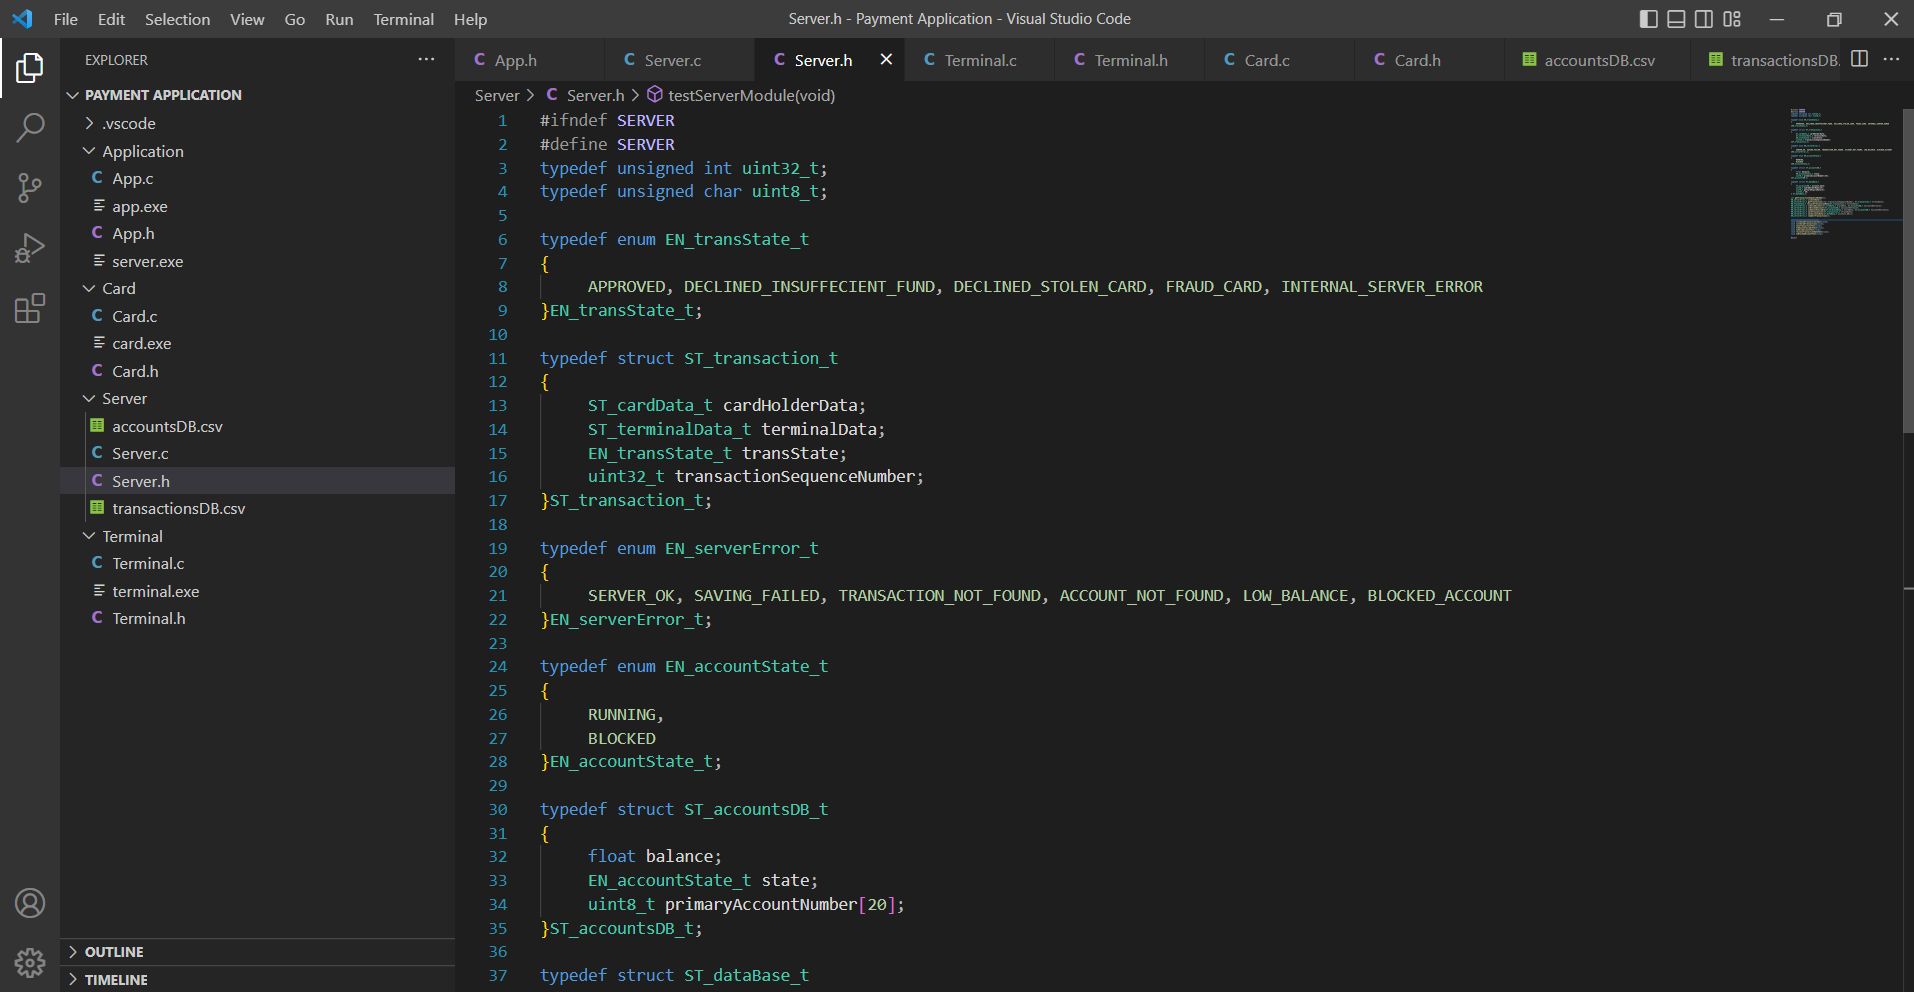 File Edit Selection View Go Run Terminal Help
Server.h - Payment Application - Visual Studio Code
EXPLORER
PAYMENT APPLICATION
.vscode
Application
C App.c
app.exe
C App.h
server.exe
Card
C Card.c
card.exe
C Card.h
Server
accountsDB.csv
C Server.c
C Server.h
transactionsDB.csv
Terminal
C Terminal.c
terminal.exe
C Terminal.h
OUTLINE
TIMELINE
C App.h C Server.c C Server.h C Terminal.c C Terminal.h C Card.c C Card.h accountsDB.csv transactionsDB.
Server > C Server.h > testServerModule(void)
1 #ifndef SERVER
2 #define SERVER
3 typedef unsigned int uint32_t;
4 typedef unsigned char uint8_t;
5
6 typedef enum EN_transState_t
7 {
8 APPROVED, DECLINED_INSUFFECIENT_FUND, DECLINED_STOLEN_CARD, FRAUD_CARD, INTERNAL_SERVER_ERROR
9 }EN_transState_t;
10
11 typedef struct ST_transaction_t
12 {
13 ST_cardData_t cardHolderData;
14 ST_terminalData_t terminalData;
15 EN_transState_t transState;
16 uint32_t transactionSequenceNumber;
17 }ST_transaction_t;
18
19 typedef enum EN_serverError_t
20 {
21 SERVER_OK, SAVING_FAILED, TRANSACTION_NOT_FOUND, ACCOUNT_NOT_FOUND, LOW_BALANCE, BLOCKED_ACCOUNT
22 }EN_serverError_t;
23
24 typedef enum EN_accountState_t
25 {
26 RUNNING,
27 BLOCKED
28 }EN_accountState_t;
29
30 typedef struct ST_accountsDB_t
31 {
32 float balance;
33 EN_accountState_t state;
34 uint8_t primaryAccountNumber[20];
35 }ST_accountsDB_t;
36
37 typedef struct ST_dataBase_t